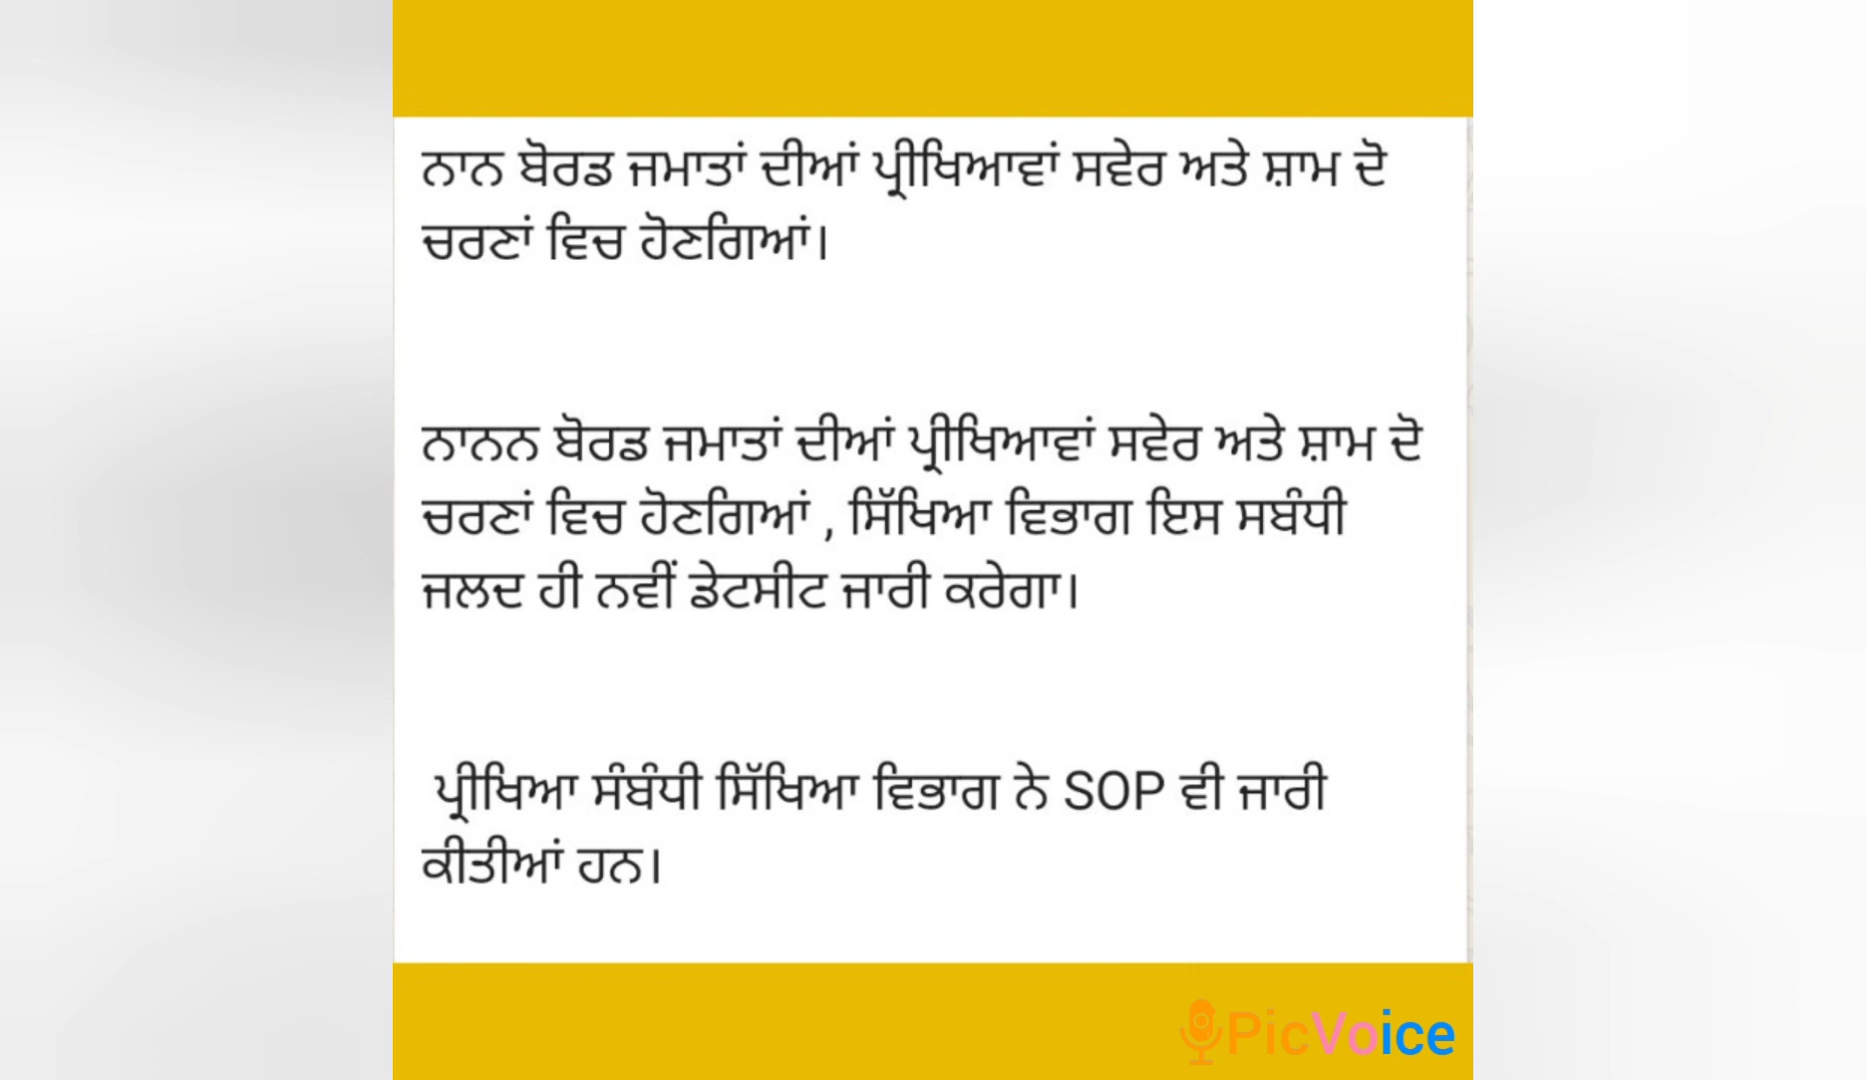 ਨਾਨ ਬੋਰਡ ਜਮਾਤਾਂ ਦੀਆਂ ਪ੍ਰੀਖਿਆਵਾਂ ਸਵੇਰ ਅਤੇ ਸ਼ਾਮ ਦੋ
ਚਰਣਾਂ ਵਿਚ ਹੋਣਗਿਆਂ।
ਨਾਨਨ ਬੋਰਡ ਜਮਾਤਾਂ ਦੀਆਂ ਪ੍ਰੀਖਿਆਵਾਂ ਸਵੇਰ ਅਤੇ ਸ਼ਾਮ ਦੋ
ਚਰਣਾਂ ਵਿਚ ਹੋਣਗਿਆਂ , ਸਿੱਖਿਆ ਵਿਭਾਗ ਇਸ ਸਬੰਧੀ
ਜਲਦ ਹੀ ਨਵੀਂ ਡੇਟਸੀਟ ਜਾਰੀ ਕਰੇਗਾ।
ਪ੍ਰੀਖਿਆ ਸੰਬੰਧੀ ਸਿੱਖਿਆ ਵਿਭਾਗ ਨੇ SOP ਵੀ ਜਾਰੀ
ਕੀਤੀਆਂ ਹਨ।
PicVoice